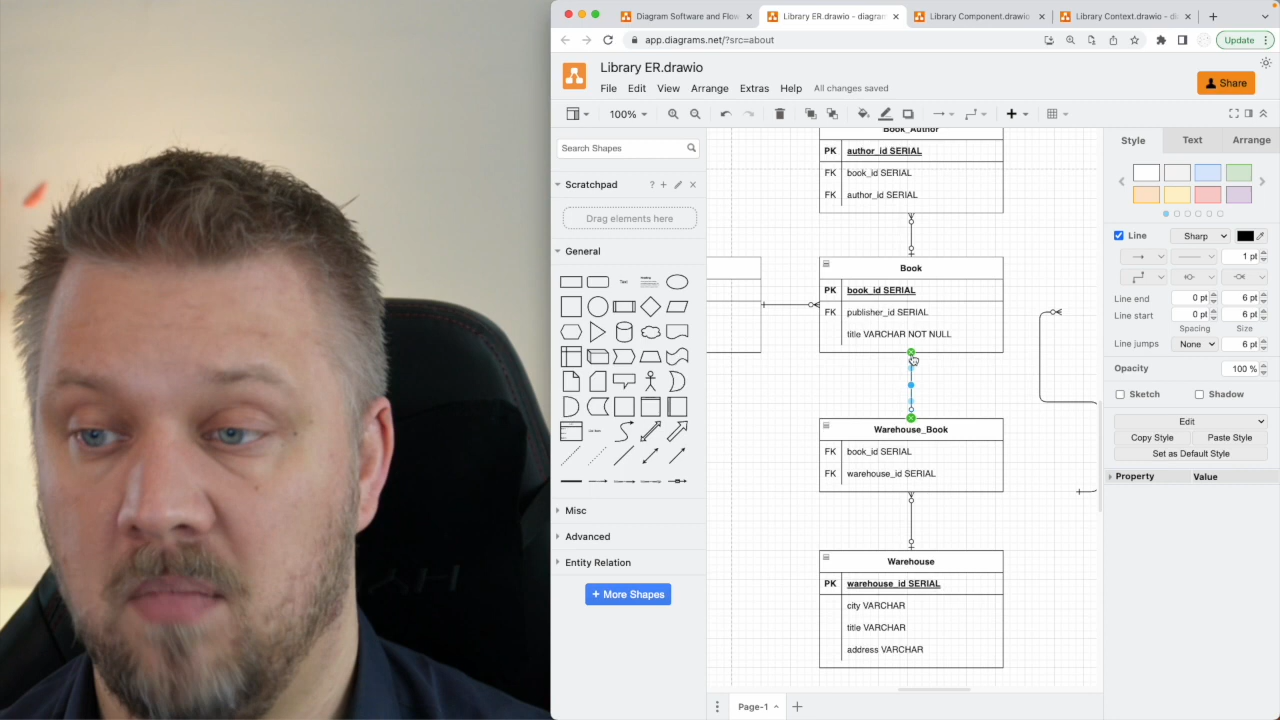 Diagram Software and Flow
Library ER.drawio - diagram
Library Component.drawio
Library Context.drawio - di
app.diagrams.net/?src=about
Update
Library ER.drawio
File Edit View Arrange Extras Help All changes saved
Share
100%
Search Shapes
Scratchpad
?
Drag elements here
General
Text
Heading
Misc
Advanced
Entity Relation
+ More Shapes
Book_Author
PK author_id SERIAL
FK book_id SERIAL
FK author_id SERIAL
Book
PK book_id SERIAL
FK publisher_id SERIAL
title VARCHAR NOT NULL
Warehouse_Book
FK book_id SERIAL
FK warehouse_id SERIAL
Warehouse
PK warehouse_id SERIAL
city VARCHAR
title VARCHAR
address VARCHAR
Page-1
Style Text Arrange
Line Sharp
1 pt
Line end 0 pt 6 pt
Line start 0 pt 6 pt
Spacing Size
Line jumps None 6 pt
Opacity 100 %
Sketch Shadow
Edit
Copy Style Paste Style
Set as Default Style
Property Value